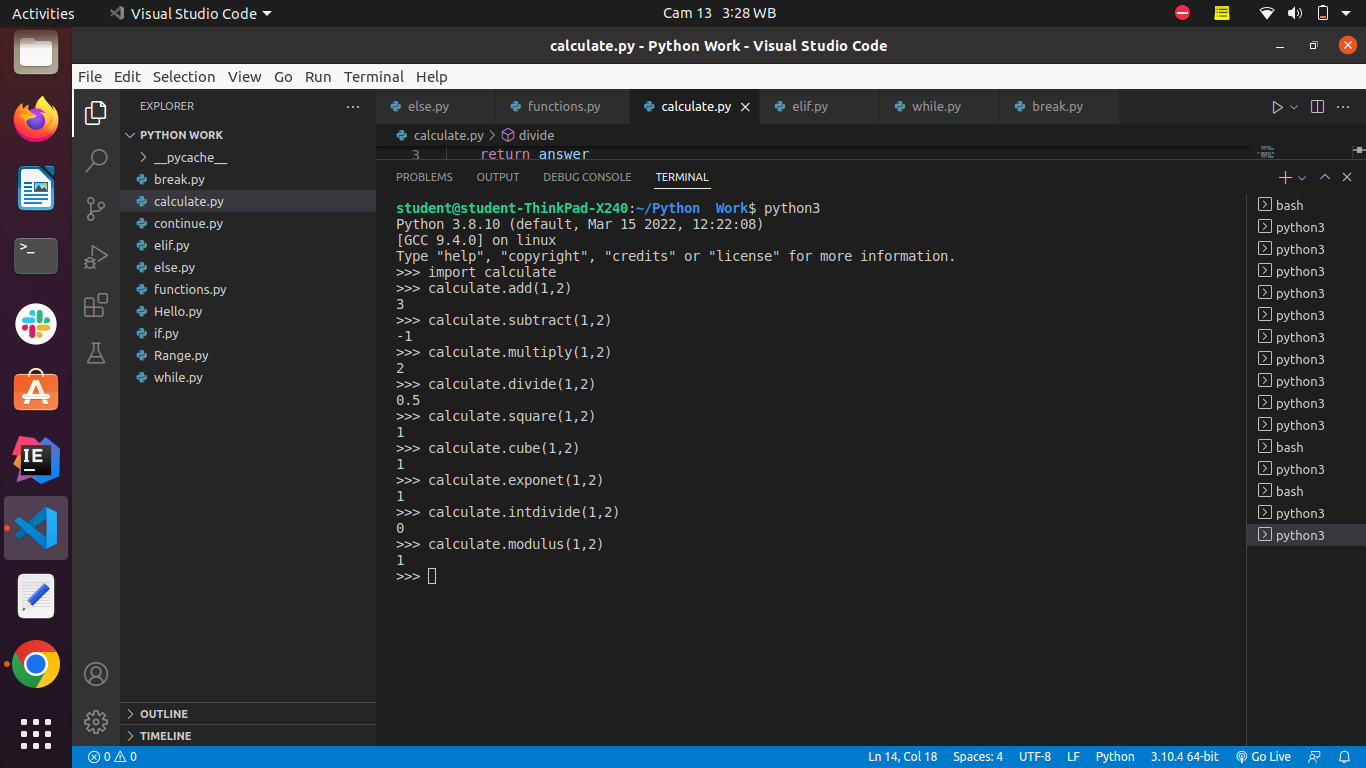 Activities Visual Studio Code Cam 13 3:28 WB
calculate.py - Python Work - Visual Studio Code
File Edit Selection View Go Run Terminal Help
EXPLORER
PYTHON WORK
__pycache__
break.py
calculate.py
continue.py
elif.py
else.py
functions.py
Hello.py
if.py
Range.py
while.py
OUTLINE
TIMELINE
else.py functions.py calculate.py elif.py while.py break.py
calculate.py > divide
3 return answer
PROBLEMS OUTPUT DEBUG CONSOLE TERMINAL
student@student-ThinkPad-X240:~/Python  Work$ python3
Python 3.8.10 (default, Mar 15 2022, 12:22:08)
[GCC 9.4.0] on linux
Type "help", "copyright", "credits" or "license" for more information.
>>> import calculate
>>> calculate.add(1,2)
3
>>> calculate.subtract(1,2)
-1
>>> calculate.multiply(1,2)
2
>>> calculate.divide(1,2)
0.5
>>> calculate.square(1,2)
1
>>> calculate.cube(1,2)
1
>>> calculate.exponet(1,2)
1
>>> calculate.intdivide(1,2)
0
>>> calculate.modulus(1,2)
1
>>>
bash
python3
python3
python3
python3
python3
python3
python3
python3
python3
python3
bash
python3
bash
python3
python3
IE
0 0 Ln 14, Col 18 Spaces: 4 UTF-8 LF Python 3.10.4 64-bit Go Live